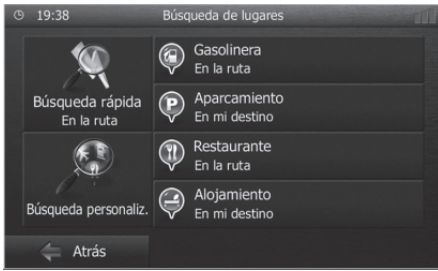 19:38 Búsqueda de lugares
Búsqueda rápida
En la ruta
Búsqueda personaliz.
Gasolinera
En la ruta
P
Aparcamiento
En mi destino
Restaurante
En la ruta
Alojamiento
En mi destino
Atrás